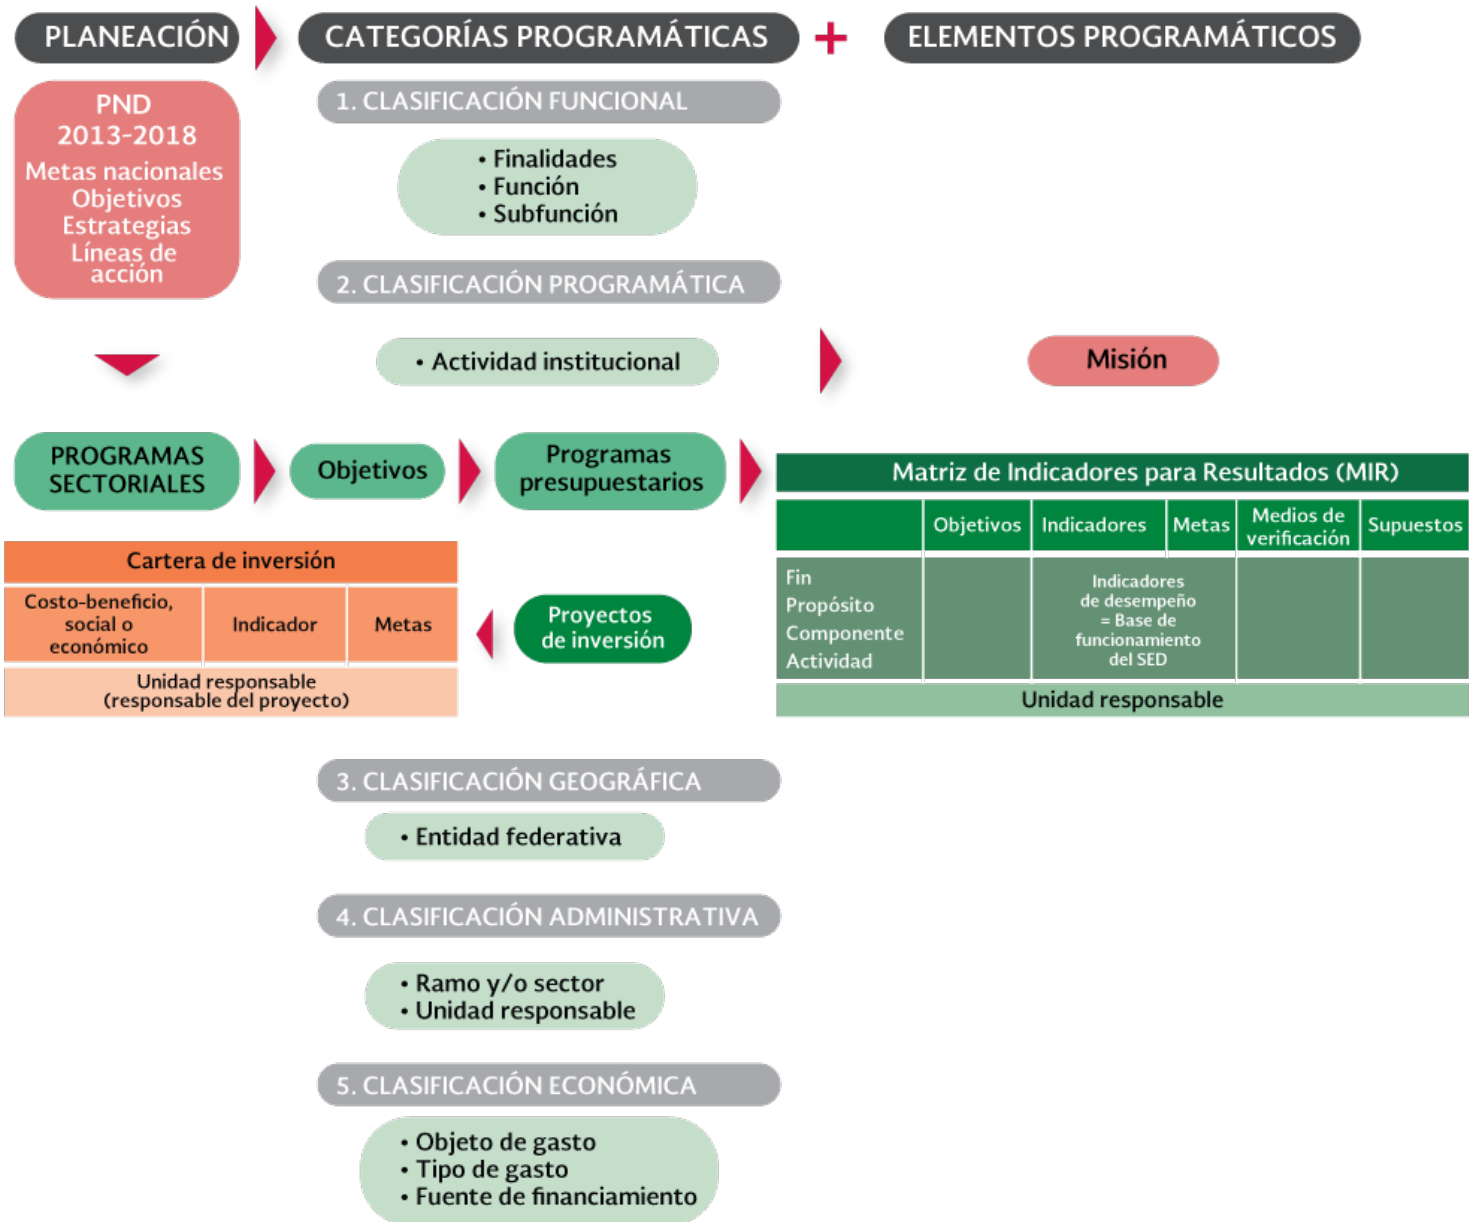 PLANEACIÓN
CATEGORÍAS PROGRAMÁTICAS
+
ELEMENTOS PROGRAMÁTICOS
PND
2013-2018
Metas nacionales
Objetivos
Estrategias
Líneas de
acción
1. CLASIFICACIÓN FUNCIONAL
• Finalidades
• Función
• Subfunción
2. CLASIFICACIÓN PROGRAMÁTICA
• Actividad institucional
Misión
PROGRAMAS
SECTORIALES
Objetivos
Programas
presupuestarios
Matriz de Indicadores para Resultados (MIR)
Objetivos
Indicadores
Metas
Medios de
verificación
Supuestos
Fin
Propósito
Componente
Actividad
Indicadores
de desempeño
= Base de
funcionamiento
del SED
Unidad responsable
Cartera de inversión
Costo-beneficio,
social o
económico
Indicador
Metas
Unidad responsable
(responsable del proyecto)
Proyectos
de inversión
3. CLASIFICACIÓN GEOGRÁFICA
• Entidad federativa
4. CLASIFICACIÓN ADMINISTRATIVA
• Ramo y/o sector
• Unidad responsable
5. CLASIFICACIÓN ECONÓMICA
• Objeto de gasto
• Tipo de gasto
• Fuente de financiamiento